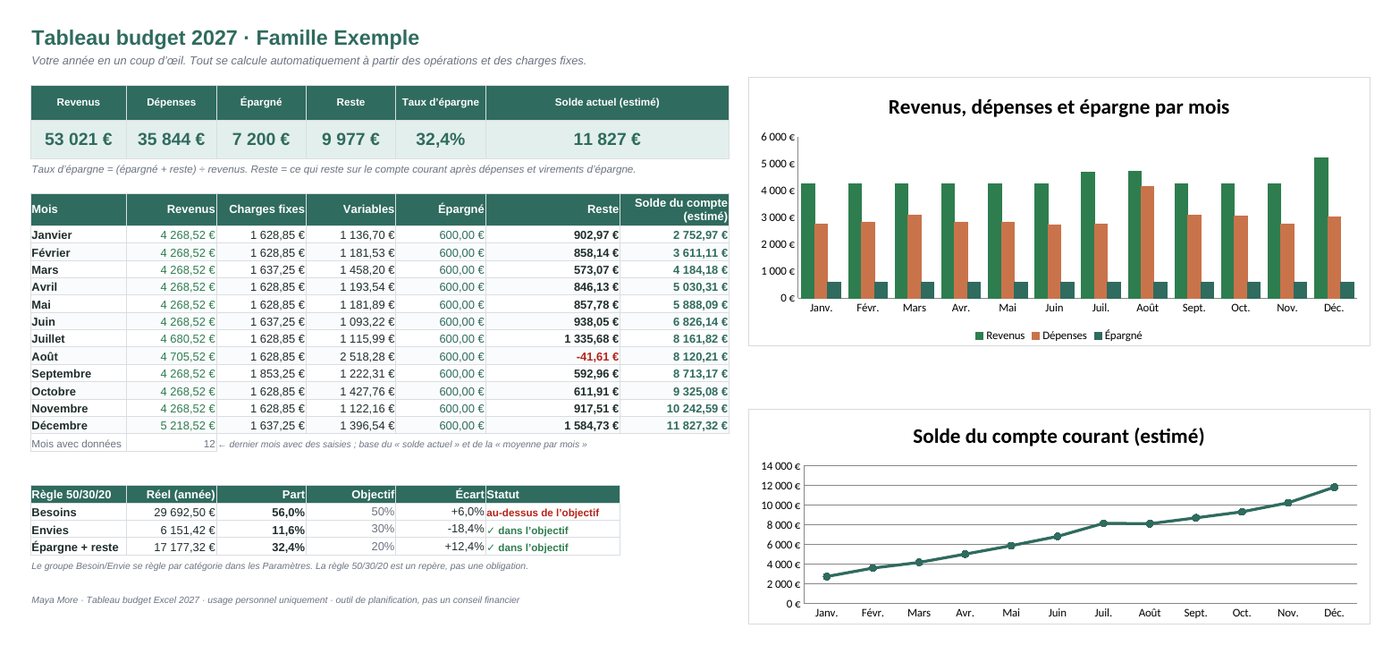 Tableau budget 2027 · Famille Exemple
Votre année en un coup d'œil. Tout se calcule automatiquement à partir des opérations et des charges fixes.
Revenus Dépenses Épargné Reste Taux d'épargne Solde actuel (estimé)
53 021 € 35 844 € 7 200 € 9 977 € 32,4% 11 827 €
Taux d'épargne = (épargné + reste) ÷ revenus. Reste = ce qui reste sur le compte courant après dépenses et virements d'épargne.
Mois Revenus Charges fixes Variables Épargné Reste Solde du compte (estimé)
Janvier 4 268,52 € 1 628,85 € 1 136,70 € 600,00 € 902,97 € 2 752,97 €
Février 4 268,52 € 1 628,85 € 1 181,53 € 600,00 € 858,14 € 3 611,11 €
Mars 4 268,52 € 1 637,25 € 1 458,20 € 600,00 € 573,07 € 4 184,18 €
Avril 4 268,52 € 1 628,85 € 1 193,54 € 600,00 € 846,13 € 5 030,31 €
Mai 4 268,52 € 1 628,85 € 1 181,89 € 600,00 € 857,78 € 5 888,09 €
Juin 4 268,52 € 1 637,25 € 1 093,22 € 600,00 € 938,05 € 6 826,14 €
Juillet 4 680,52 € 1 628,85 € 1 115,99 € 600,00 € 1 335,68 € 8 161,82 €
Août 4 705,52 € 1 628,85 € 2 518,28 € 600,00 € -41,61 € 8 120,21 €
Septembre 4 268,52 € 1 853,25 € 1 222,31 € 600,00 € 592,96 € 8 713,17 €
Octobre 4 268,52 € 1 628,85 € 1 427,76 € 600,00 € 611,91 € 9 325,08 €
Novembre 4 268,52 € 1 628,85 € 1 122,16 € 600,00 € 917,51 € 10 242,59 €
Décembre 5 218,52 € 1 637,25 € 1 396,54 € 600,00 € 1 584,73 € 11 827,32 €
Mois avec données 12 ← dernier mois avec des saisies ; base du « solde actuel » et de la « moyenne par mois »
Règle 50/30/20 Réel (année) Part Objectif Écart Statut
Besoins 29 692,50 € 56,0% 50% +6,0% au-dessus de l'objectif
Envies 6 151,42 € 11,6% 30% -18,4% ✓ dans l'objectif
Épargne + reste 17 177,32 € 32,4% 20% +12,4% ✓ dans l'objectif
Le groupe Besoin/Envie se règle par catégorie dans les Paramètres. La règle 50/30/20 est un repère, pas une obligation.
Maya More · Tableau budget Excel 2027 · usage personnel uniquement · outil de planification, pas un conseil financier
Revenus, dépenses et épargne par mois
6 000 €
5 000 €
4 000 €
3 000 €
2 000 €
1 000 €
0 €
Janv. Févr. Mars Avr. Mai Juin Juil. Août Sept. Oct. Nov. Déc.
Revenus Dépenses Épargné
Solde du compte courant (estimé)
14 000 €
12 000 €
10 000 €
8 000 €
6 000 €
4 000 €
2 000 €
0 €
Janv. Févr. Mars Avr. Mai Juin Juil. Août Sept. Oct. Nov. Déc.